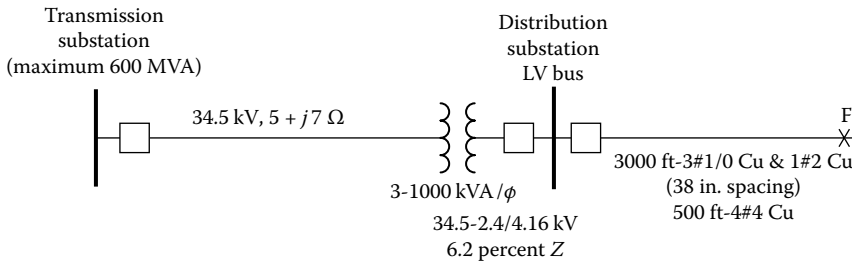 Transmission
substation
(maximum 600 MVA)
Distribution
substation
LV bus
34.5 kV, 5 + j7 Ω
F
3-1000 kVA/ϕ
3000 ft-3#1/0 Cu & 1#2 Cu
(38 in. spacing)
500 ft-4#4 Cu
34.5-2.4/4.16 kV
6.2 percent Z